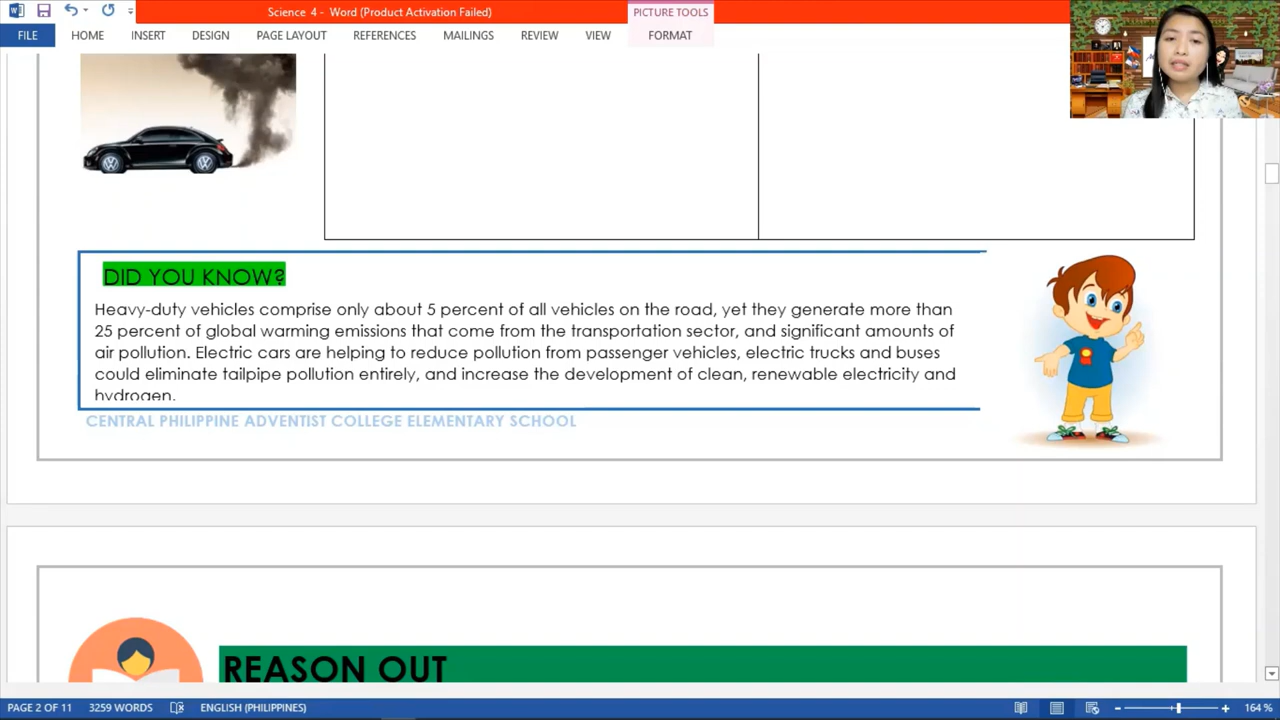 Science 4 - Word (Product Activation Failed)
PICTURE TOOLS
FILE HOME INSERT DESIGN PAGE LAYOUT REFERENCES MAILINGS REVIEW VIEW FORMAT
DID YOU KNOW?
Heavy-duty vehicles comprise only about 5 percent of all vehicles on the road, yet they generate more than
25 percent of global warming emissions that come from the transportation sector, and significant amounts of
air pollution. Electric cars are helping to reduce pollution from passenger vehicles, electric trucks and buses
could eliminate tailpipe pollution entirely, and increase the development of clean, renewable electricity and
hydrogen.
CENTRAL PHILIPPINE ADVENTIST COLLEGE ELEMENTARY SCHOOL
REASON OUT
PAGE 2 OF 11 3259 WORDS ENGLISH (PHILIPPINES) 164 %